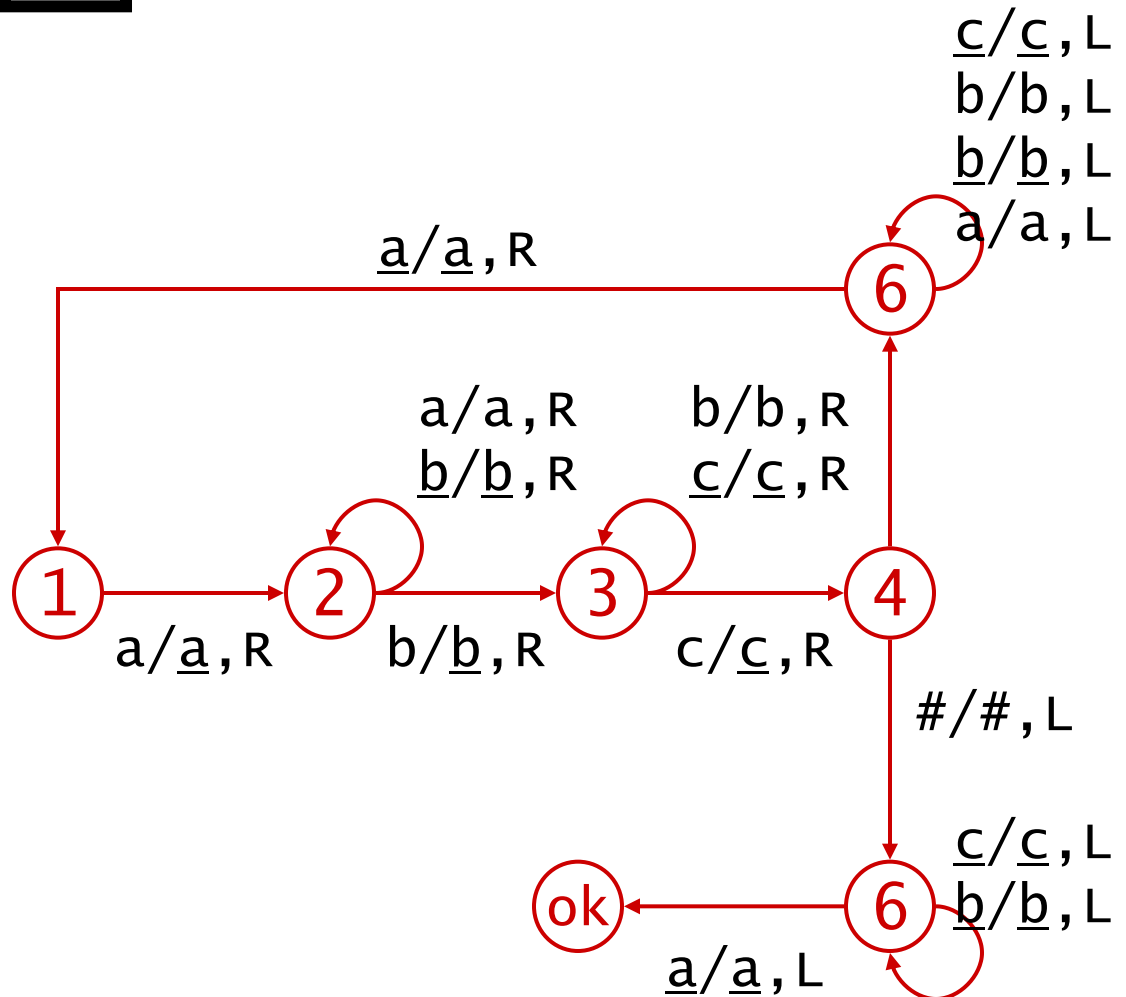 c/c,L
b/b,L
b/b,L
a/a,L
a/a,R
6
a/a,R
b/b,R
b/b,R
c/c,R
1
2
3
4
a/a,R
b/b,R
c/c,R
#/#,L
c/c,L
b/b,L
ok
6
a/a,L